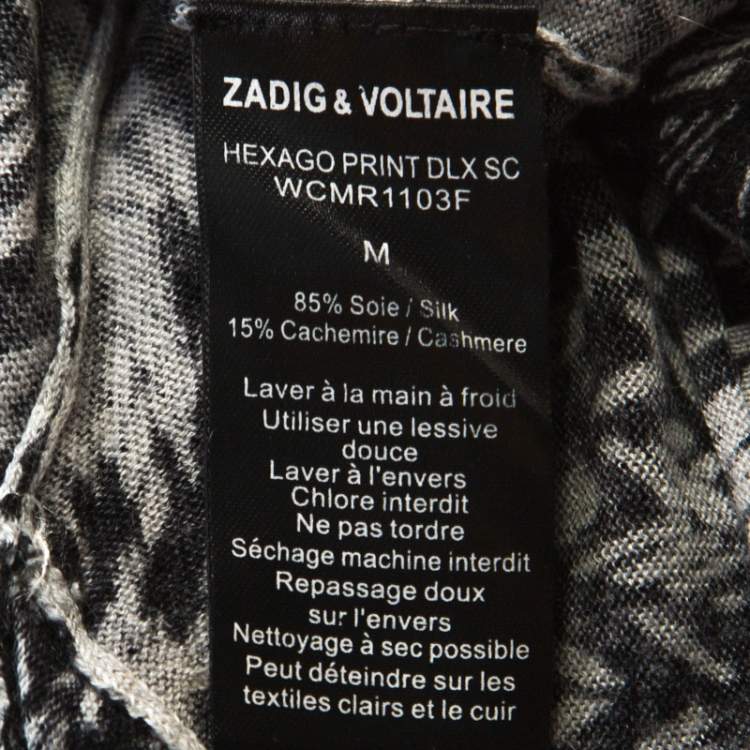 ZADIG & VOLTAIRE
HEXAGO PRINT DLX SC
WCMR1103F
M
85% Soie / Silk
15% Cachemire / Cashmere
Laver à la main à froid
Utiliser une lessive
douce
Laver à l'envers
Chlore interdit
Ne pas tordre
Séchage machine interdit
Repassage doux
sur l'envers
Nettoyage à sec possible
Peut déteindre sur les
textiles clairs et le cuir